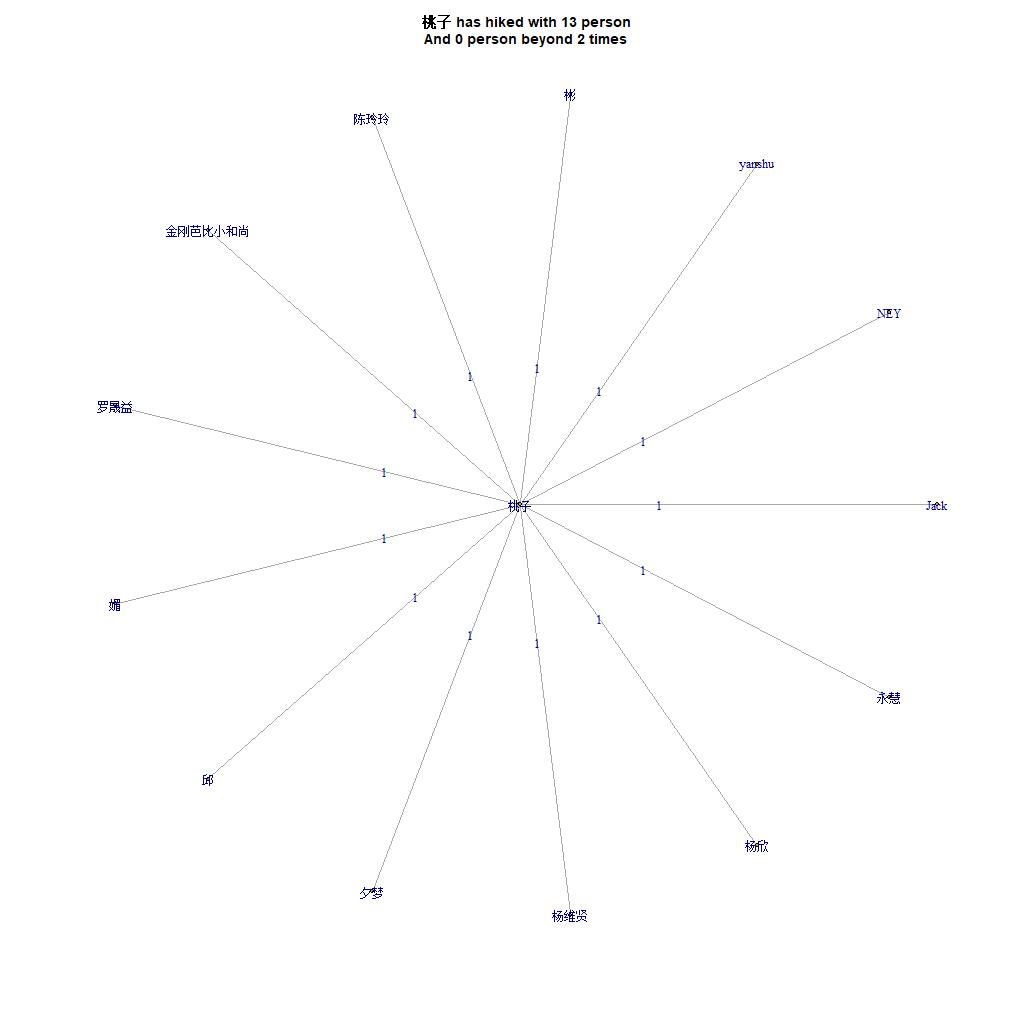 桃子 has hiked with 13 person
And 0 person beyond 2 times
彬
陈玲玲
yanshu
金刚芭比小和尚
NEY
1
1
1
罗晟益
1
1
1
桃子
1
Jack
1
1
1
媚
1
1
1
永慧
邱
杨欣
夕梦
杨维贤